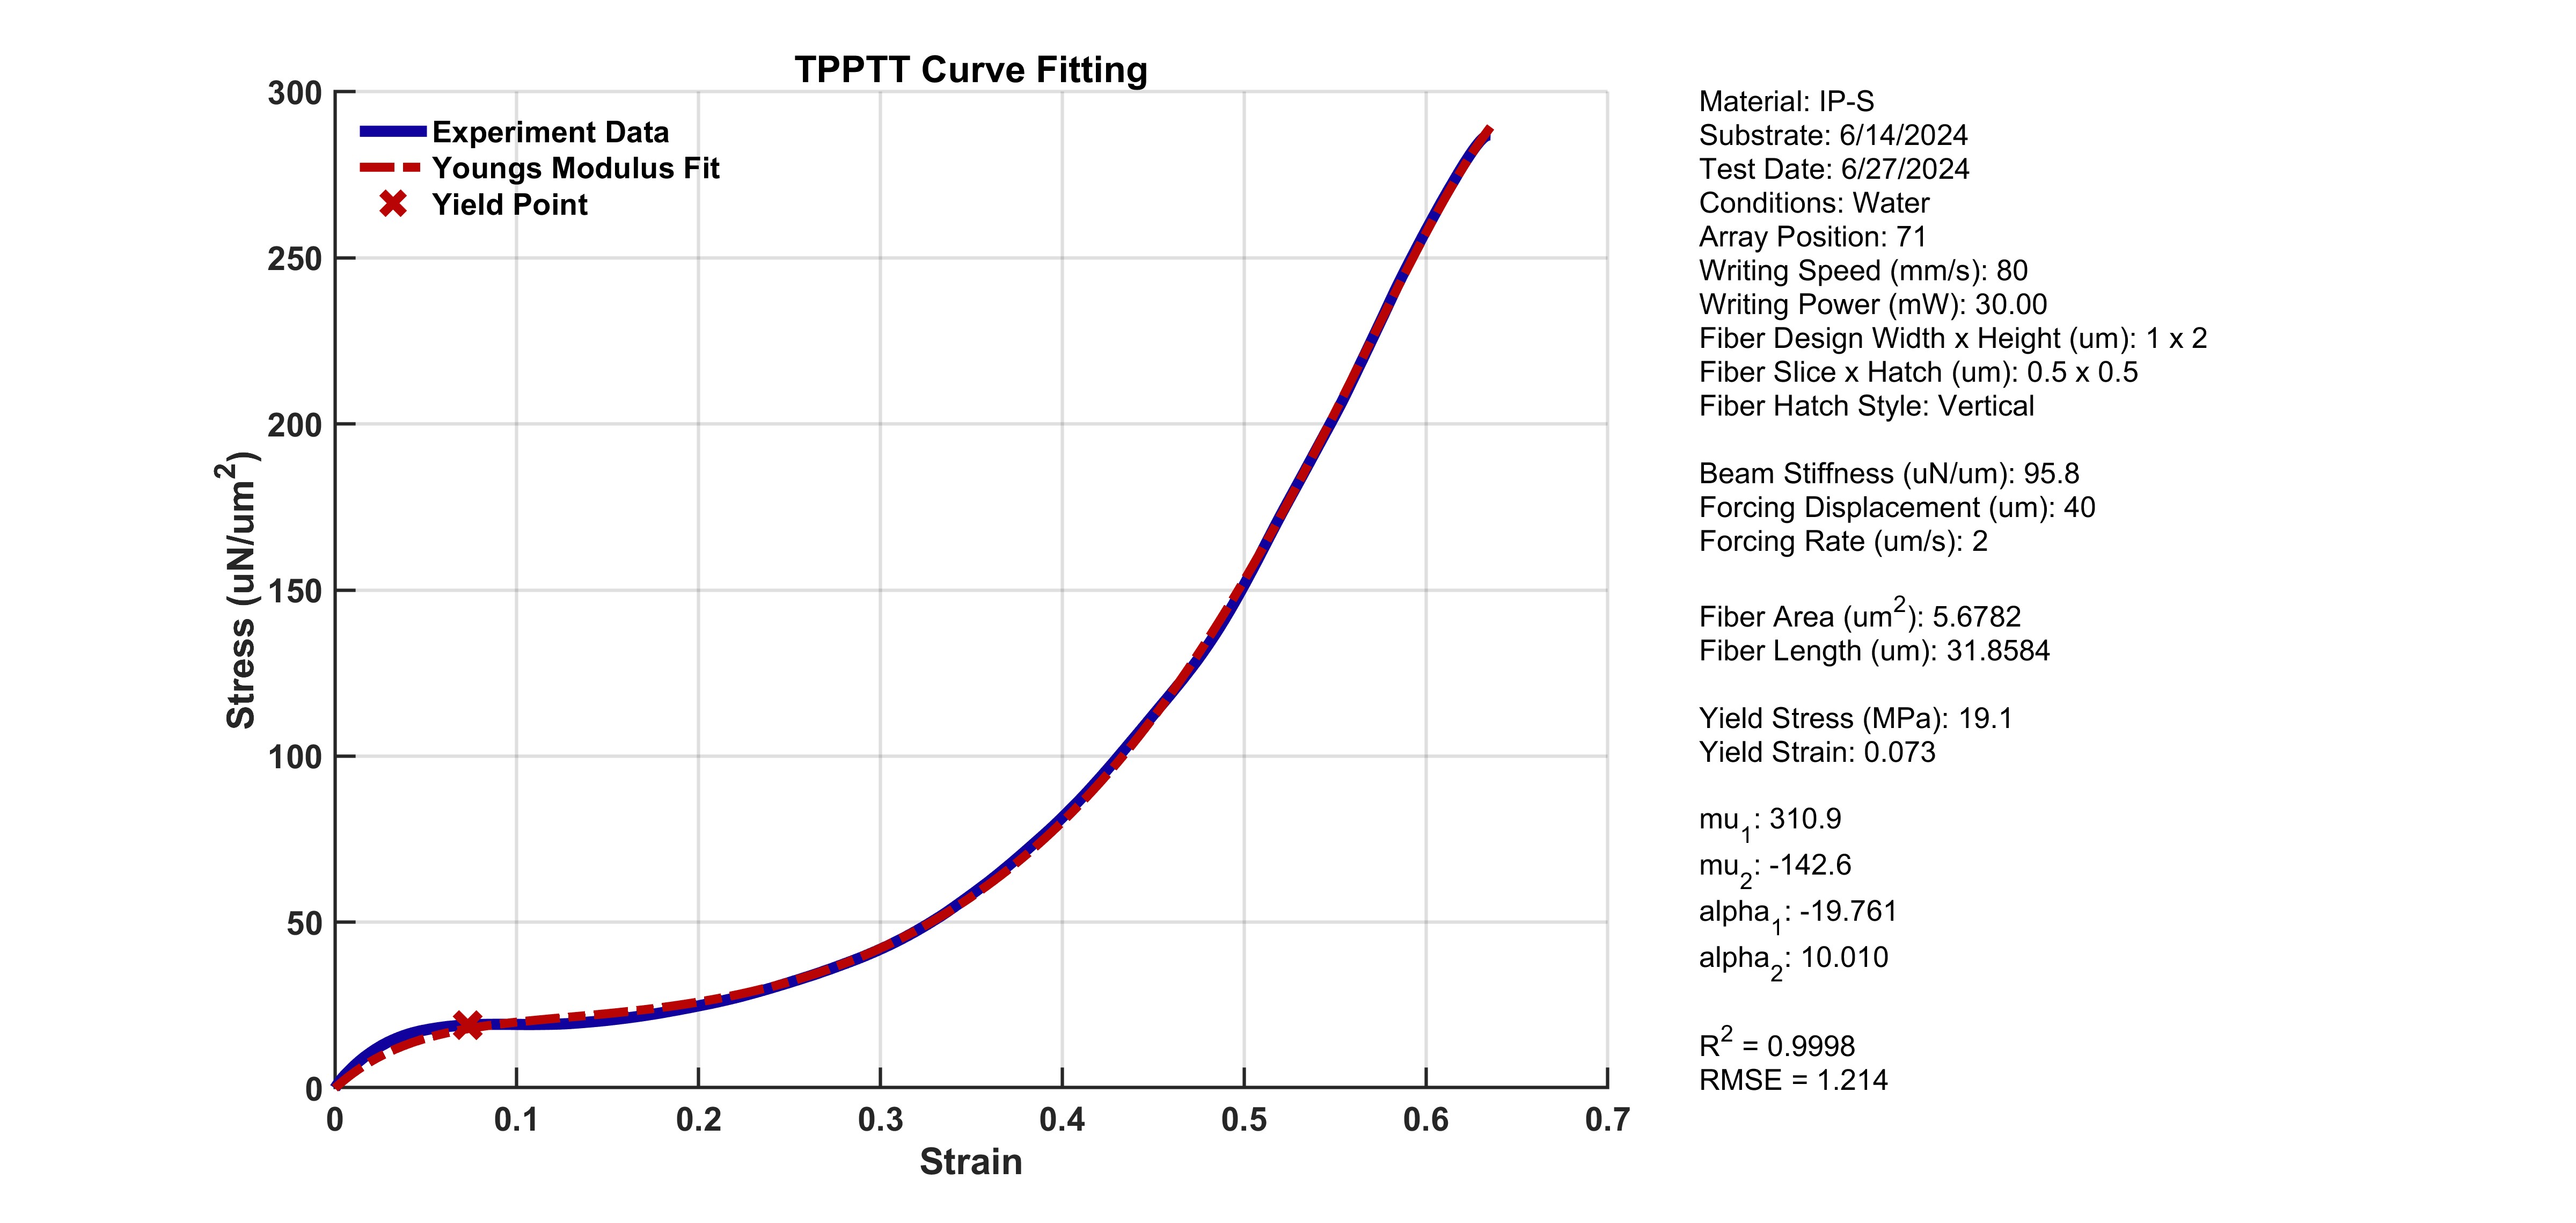 TPPTT Curve Fitting
300
250
200
150
100
50
0
Stress (uN/um²)
Experiment Data
Youngs Modulus Fit
Yield Point
0 0.1 0.2 0.3 0.4 0.5 0.6 0.7
Strain
Material: IP-S
Substrate: 6/14/2024
Test Date: 6/27/2024
Conditions: Water
Array Position: 71
Writing Speed (mm/s): 80
Writing Power (mW): 30.00
Fiber Design Width x Height (um): 1 x 2
Fiber Slice x Hatch (um): 0.5 x 0.5
Fiber Hatch Style: Vertical
Beam Stiffness (uN/um): 95.8
Forcing Displacement (um): 40
Forcing Rate (um/s): 2
Fiber Area (um²): 5.6782
Fiber Length (um): 31.8584
Yield Stress (MPa): 19.1
Yield Strain: 0.073
mu₁: 310.9
mu₂: -142.6
alpha₁: -19.761
alpha₂: 10.010
R² = 0.9998
RMSE = 1.214